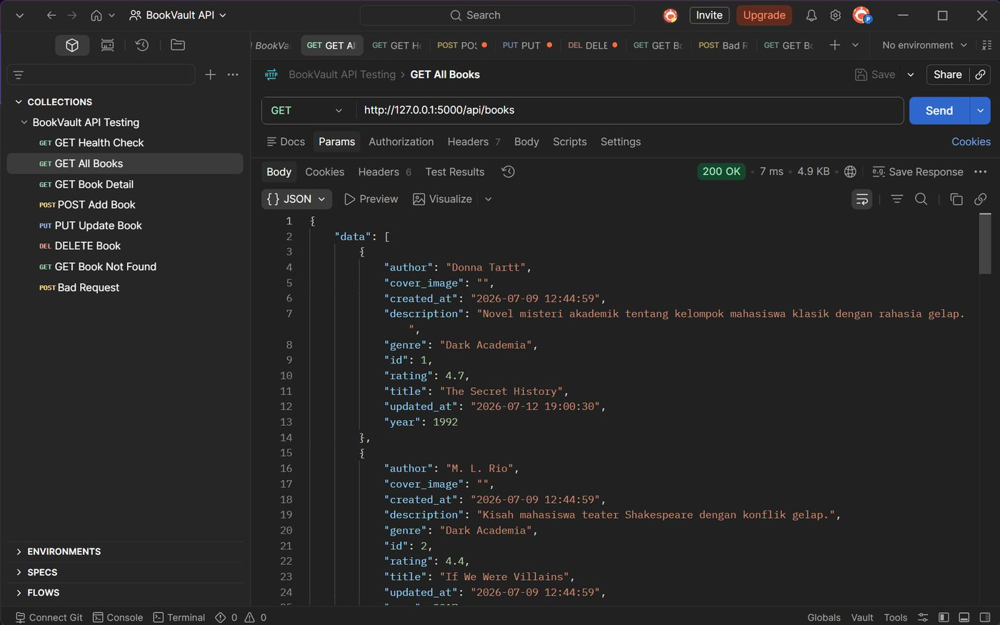 BookVault API
Search
Invite
Upgrade
BookVa
GET GET Al
GET GET He
POST POS
PUT PUT
DEL DELE
GET GET Bo
POST Bad R
GET GET Bo
No environment
HTTP BookVault API Testing > GET All Books
Save
Share
COLLECTIONS
BookVault API Testing
GET GET Health Check
GET GET All Books
GET GET Book Detail
POST POST Add Book
PUT PUT Update Book
DEL DELETE Book
GET GET Book Not Found
POST Bad Request
ENVIRONMENTS
SPECS
FLOWS
GET http://127.0.0.1:5000/api/books
Send
Docs Params Authorization Headers 7 Body Scripts Settings Cookies
Body Cookies Headers 6 Test Results
200 OK • 7 ms • 4.9 KB • e.g. Save Response
{ } JSON Preview Visualize
1 {
2 "data": [
3 {
4 "author": "Donna Tartt",
5 "cover_image": "",
6 "created_at": "2026-07-09 12:44:59",
7 "description": "Novel misteri akademik tentang kelompok mahasiswa klasik dengan rahasia gelap.
",
8 "genre": "Dark Academia",
9 "id": 1,
10 "rating": 4.7,
11 "title": "The Secret History",
12 "updated_at": "2026-07-12 19:00:30",
13 "year": 1992
14 },
15 {
16 "author": "M. L. Rio",
17 "cover_image": "",
18 "created_at": "2026-07-09 12:44:59",
19 "description": "Kisah mahasiswa teater Shakespeare dengan konflik gelap.",
20 "genre": "Dark Academia",
21 "id": 2,
22 "rating": 4.4,
23 "title": "If We Were Villains",
24 "updated_at": "2026-07-09 12:44:59",
Connect Git Console Terminal 0 0
Globals Vault Tools